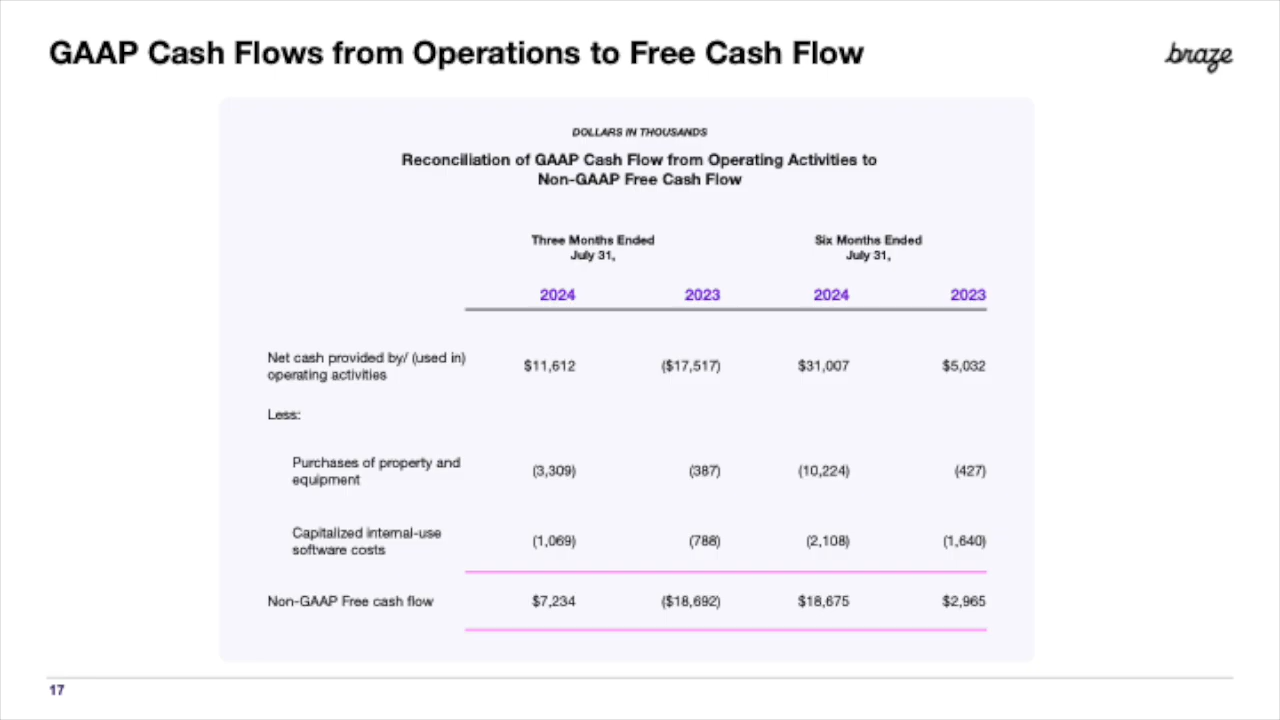 GAAP Cash Flows from Operations to Free Cash Flow
braze
DOLLARS IN THOUSANDS
Reconciliation of GAAP Cash Flow from Operating Activities to
Non-GAAP Free Cash Flow
Three Months Ended Six Months Ended
July 31, July 31,
2024 2023 2024 2023
Net cash provided by/ (used in)
operating activities $11,612 ($17,517) $31,007 $5,032
Less:
Purchases of property and
equipment (3,309) (387) (10,224) (427)
Capitalized internal-use
software costs (1,069) (788) (2,108) (1,640)
Non-GAAP Free cash flow $7,234 ($18,692) $18,675 $2,965
17